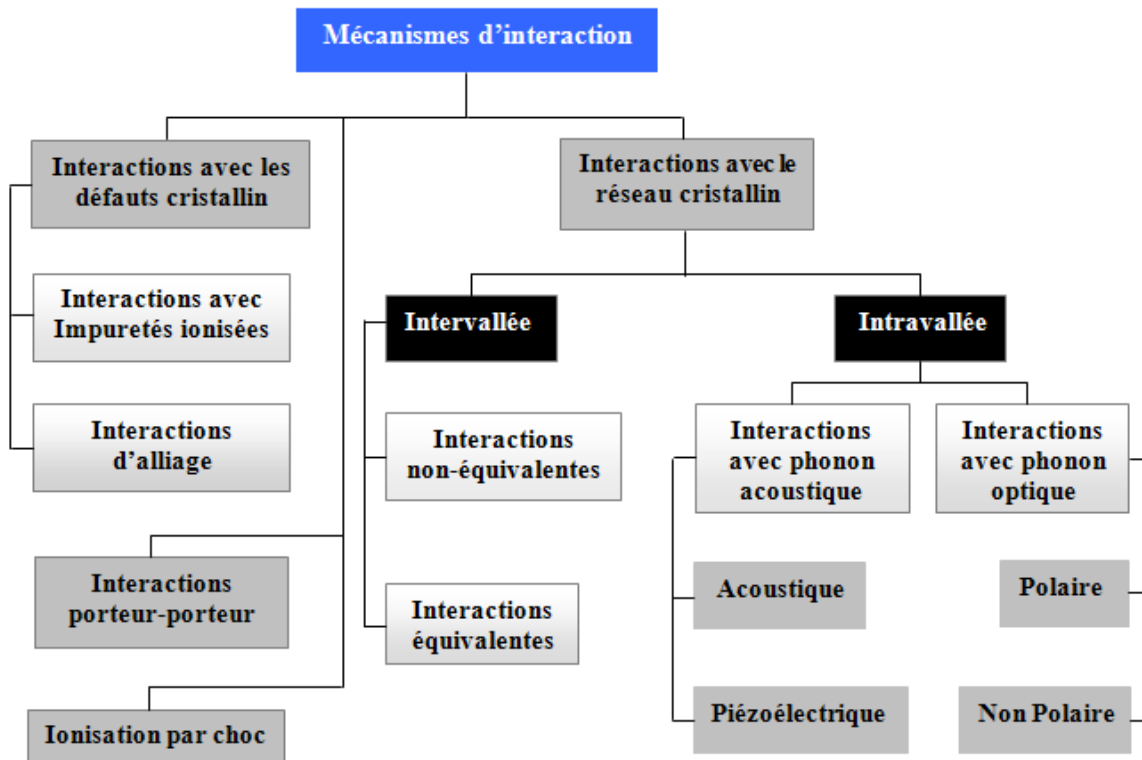 Mécanismes d'interaction
Interactions avec les
défauts cristallin
Interactions avec le
réseau cristallin
Interactions avec
Impuretés ionisées
Intervallée
Intravallée
Interactions
d'alliage
Interactions
non-équivalentes
Interactions
avec phonon
acoustique
Interactions
avec phonon
optique
Interactions
porteur-porteur
Interactions
équivalentes
Acoustique
Polaire
Ionisation par choc
Piézoélectrique
Non Polaire